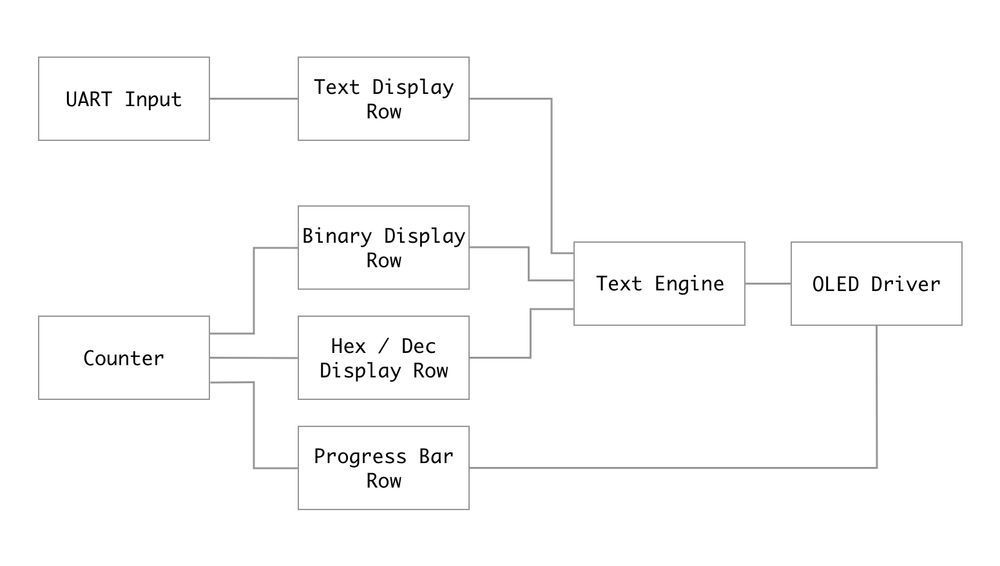 UART Input
Text Display
Row
Binary Display
Row
Counter
Hex / Dec
Display Row
Progress Bar
Row
Text Engine
OLED Driver